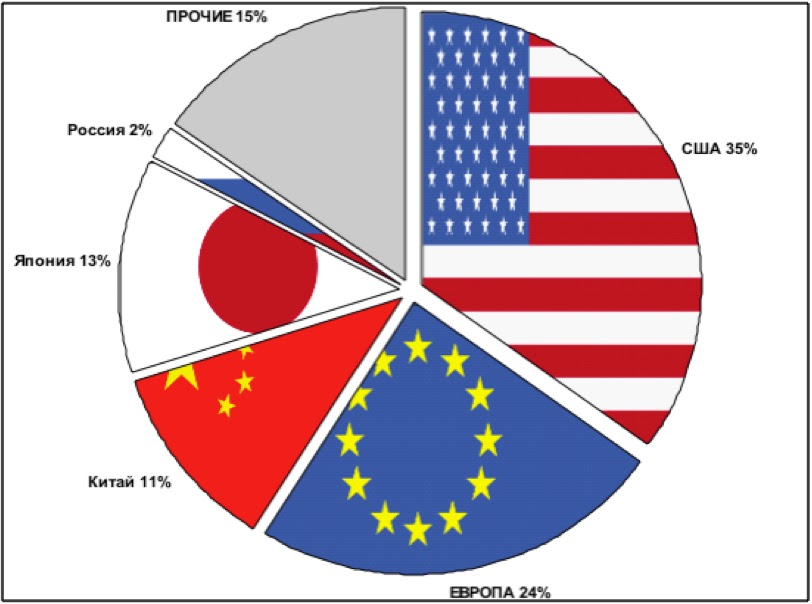 ПРОЧИЕ 15%
Россия 2%
США 35%
Япония 13%
Китай 11%
ЕВРОПА 24%